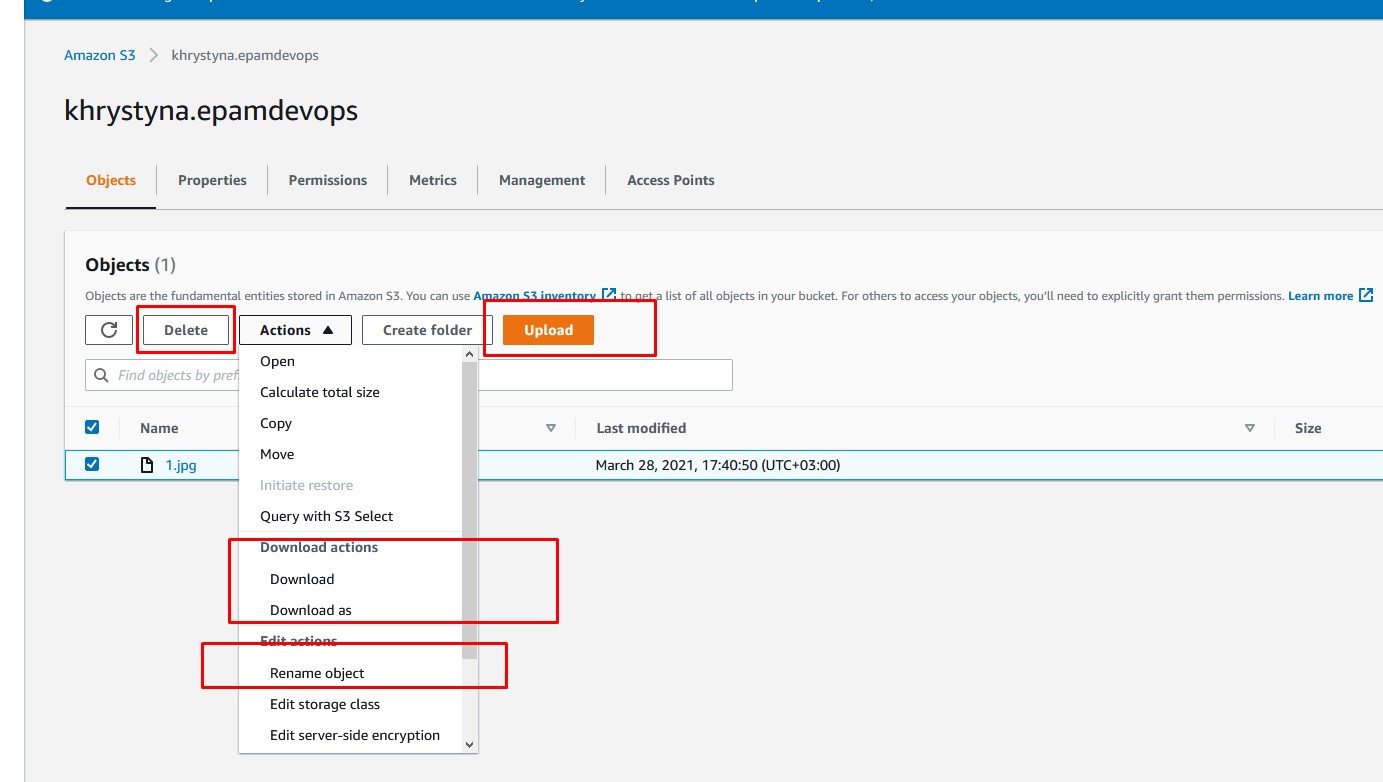 Amazon S3 > khrystyna.epamdevops
khrystyna.epamdevops
Objects Properties Permissions Metrics Management Access Points
Objects (1)
Objects are the fundamental entities stored in Amazon S3. You can use Amazon S3 inventory to get a list of all objects in your bucket. For others to access your objects, you'll need to explicitly grant them permissions. Learn more
Delete Actions Create folder Upload
Find objects by pref
Name Last modified Size
1.jpg March 28, 2021, 17:40:50 (UTC+03:00)
Open
Calculate total size
Copy
Move
Initiate restore
Query with S3 Select
Download actions
Download
Download as
Edit actions
Rename object
Edit storage class
Edit server-side encryption